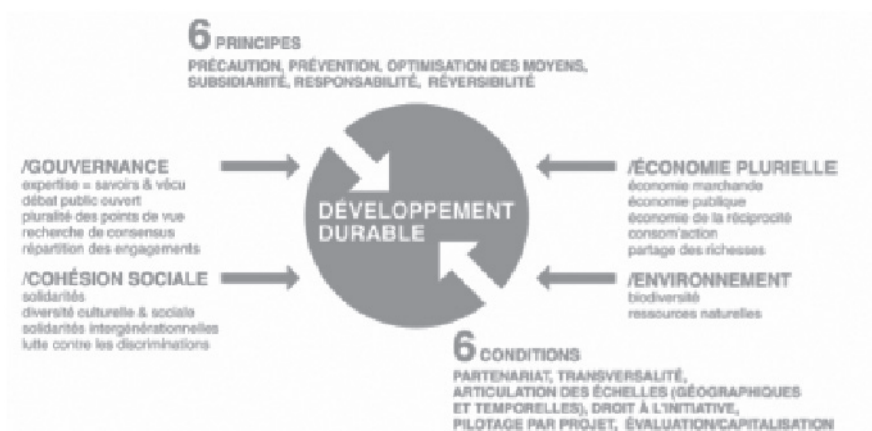 6 PRINCIPES
PRÉCAUTION, PRÉVENTION, OPTIMISATION DES MOYENS,
SUBSIDIARITÉ, RESPONSABILITÉ, RÉVERSIBILITÉ
/GOUVERNANCE
expertise = savoirs & vécu
débat public ouvert
pluralité des points de vue
recherche de consensus
répartition des engagements
/COHÉSION SOCIALE
solidarités
diversité culturelle & sociale
solidarités intergénérationnelles
lutte contre les discriminations
DÉVELOPPEMENT
DURABLE
/ÉCONOMIE PLURIELLE
économie marchande
économie publique
économie de la réciprocité
consom'action
partage des richesses
/ENVIRONNEMENT
biodiversité
ressources naturelles
6 CONDITIONS
PARTENARIAT, TRANSVERSALITÉ,
ARTICULATION DES ÉCHELLES (GÉOGRAPHIQUES
ET TEMPORELLES), DROIT À L'INITIATIVE,
PILOTAGE PAR PROJET, ÉVALUATION/CAPITALISATION